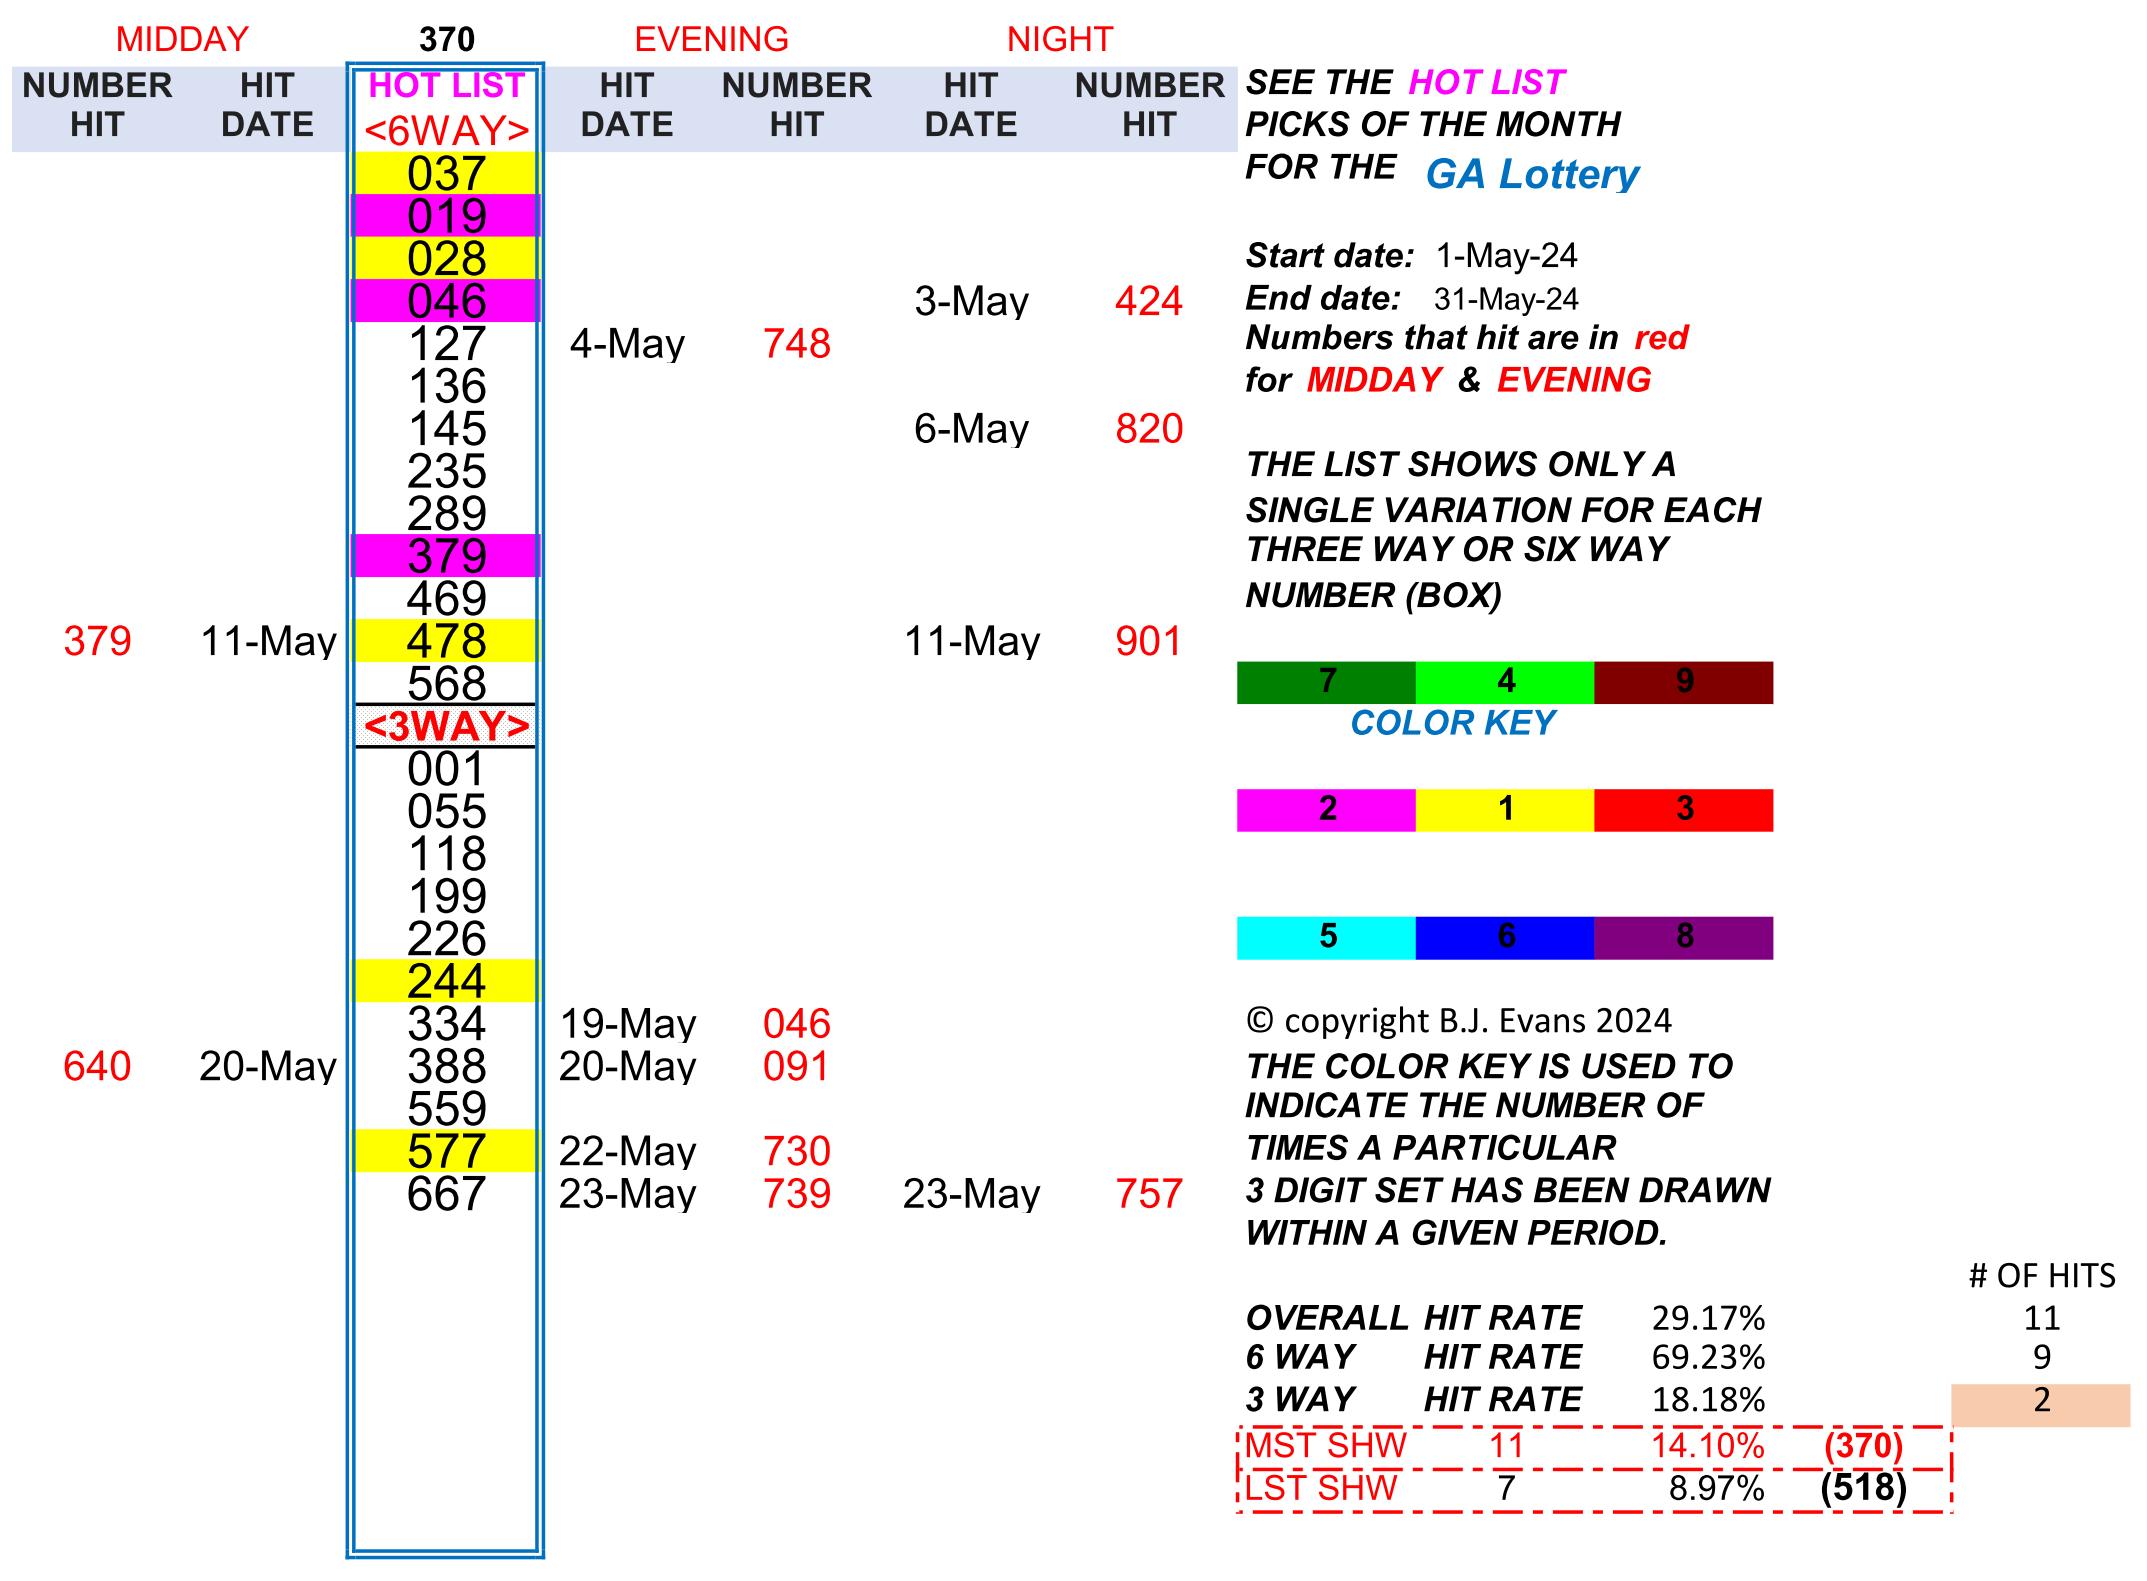 MIDDAY 370 EVENING NIGHT
NUMBER HIT HOT LIST HIT NUMBER HIT NUMBER SEE THE HOT LIST
HIT DATE <6WAY> DATE HIT DATE HIT PICKS OF THE MONTH
037 FOR THE GA Lottery
019
028 Start date: 1-May-24
046 3-May 424 End date: 31-May-24
127 4-May 748 Numbers that hit are in red
136 for MIDDAY & EVENING
145 6-May 820
235 THE LIST SHOWS ONLY A
289 SINGLE VARIATION FOR EACH
379 THREE WAY OR SIX WAY
469 NUMBER (BOX)
379 11-May 478 11-May 901
568 7 4 9
<3WAY> COLOR KEY
001
055 2 1 3
118
199
226 5 6 8
244
334 19-May 046 © copyright B.J. Evans 2024
640 20-May 388 20-May 091 THE COLOR KEY IS USED TO
559 INDICATE THE NUMBER OF
577 22-May 730 TIMES A PARTICULAR
667 23-May 739 23-May 757 3 DIGIT SET HAS BEEN DRAWN
WITHIN A GIVEN PERIOD.
# OF HITS
OVERALL HIT RATE 29.17% 11
6 WAY HIT RATE 69.23% 9
3 WAY HIT RATE 18.18% 2
MST SHW 11 14.10% (370)
LST SHW 7 8.97% (518)